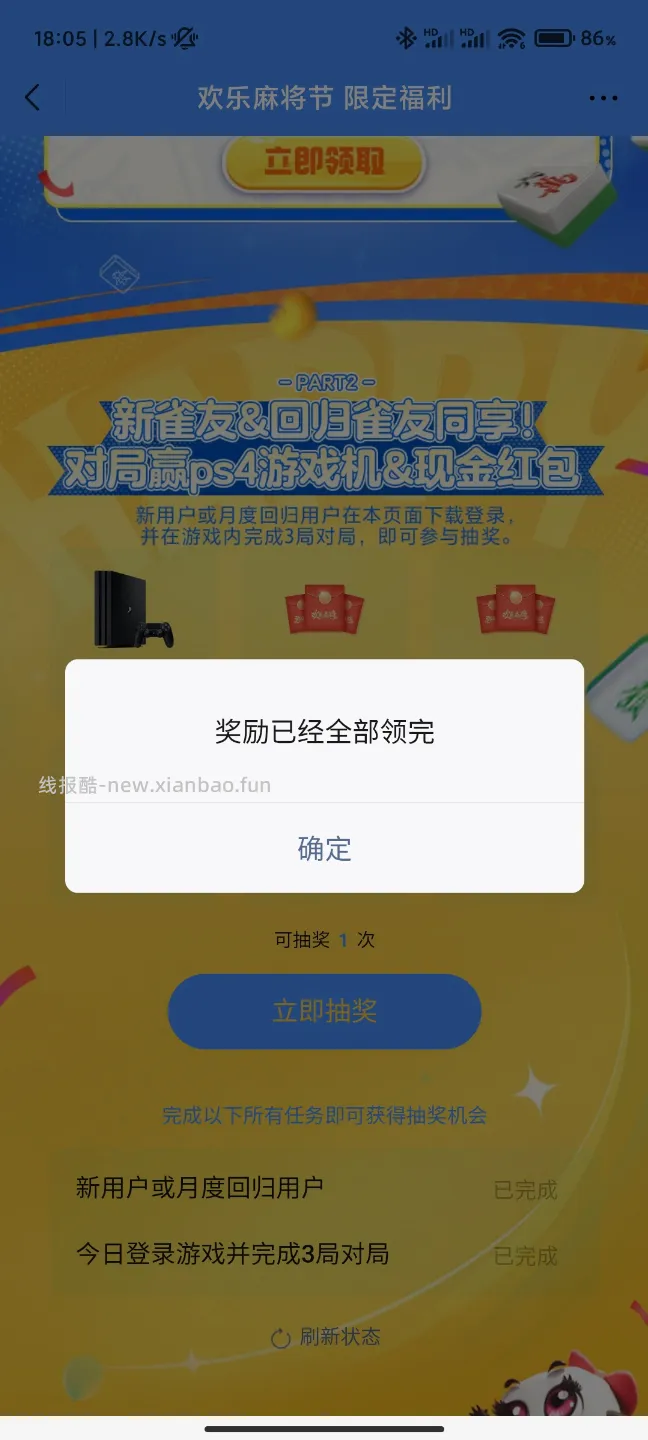 18:05 | 2.8K/s
HD HD 86%
欢乐麻将节 限定福利
立即领取
PART2
新雀友&回归雀友同享!
对局赢ps4游戏机&现金红包
新用户或月度回归用户在本页面下载登录，
并在游戏内完成3局对局，即可参与抽奖。
奖励已经全部领完
线报酷-new.xianbao.fun
确定
可抽奖 1 次
立即抽奖
完成以下所有任务即可获得抽奖机会
新用户或月度回归用户 已完成
今日登录游戏并完成3局对局 已完成
刷新状态